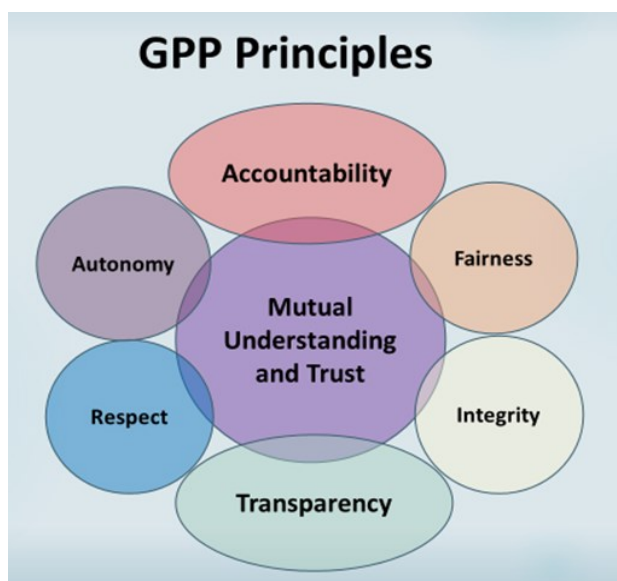 GPP Principles
Accountability
Autonomy
Fairness
Mutual
Understanding
and Trust
Respect
Integrity
Transparency